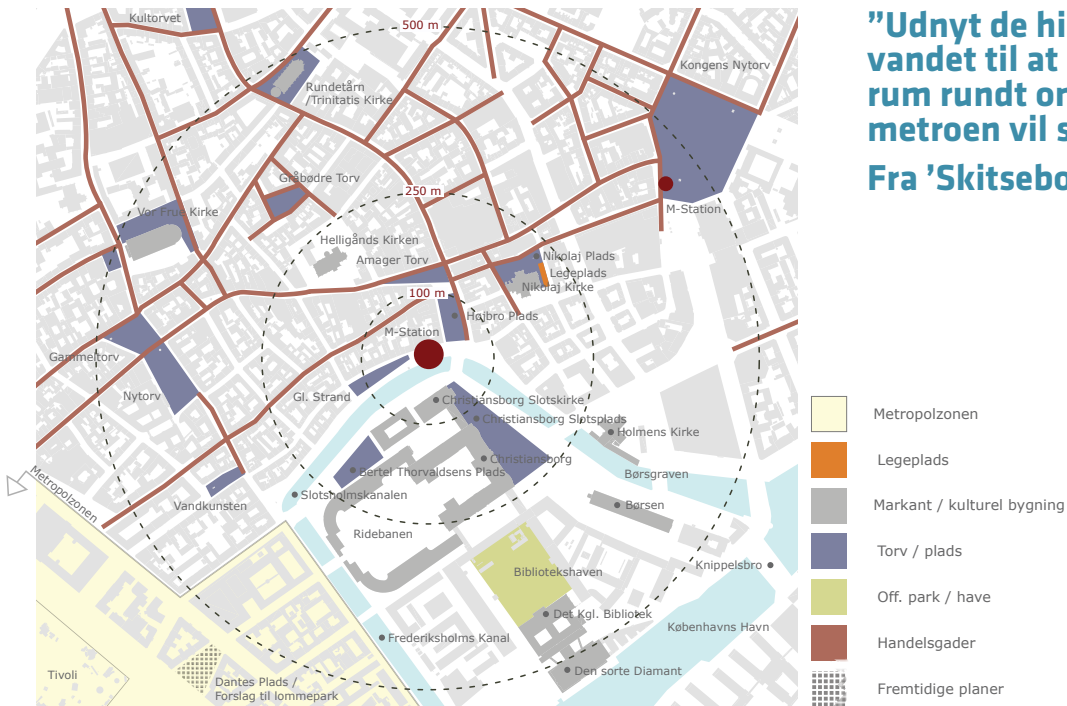 Kultorvet
500 m
Rundetårn
/Trinitatis Kirke
Kongens Nytorv
Gråbødre Torv
250 m
Vor Frue Kirke
M-Station
Helligånds Kirken
Amager Torv
Nikolaj Plads
Legeplads
Nikolaj Kirke
100 m
Højbro Plads
M-Station
Gammeltorv
Nytorv
Gl. Strand
Christiansborg Slotskirke
Christiansborg Slotsplads
Holmens Kirke
Christiansborg
Bertel Thorvaldsens Plads
Børsgraven
Metropolzonen
Slotsholmskanalen
Vandkunsten
Børsen
Ridebanen
Knippelsbro
Bibliotekshaven
Det Kgl. Bibliotek
Københavns Havn
Frederiksholms Kanal
Tivoli
Den sorte Diamant
Dantes Plads /
Forslag til lommepark
”Udnyt de hi
vandet til at
rum rundt or
metroen vil s
Fra ’Skitsebo
Metropolzonen
Legeplads
Markant / kulturel bygning
Torv / plads
Off. park / have
Handelsgader
Fremtidige planer